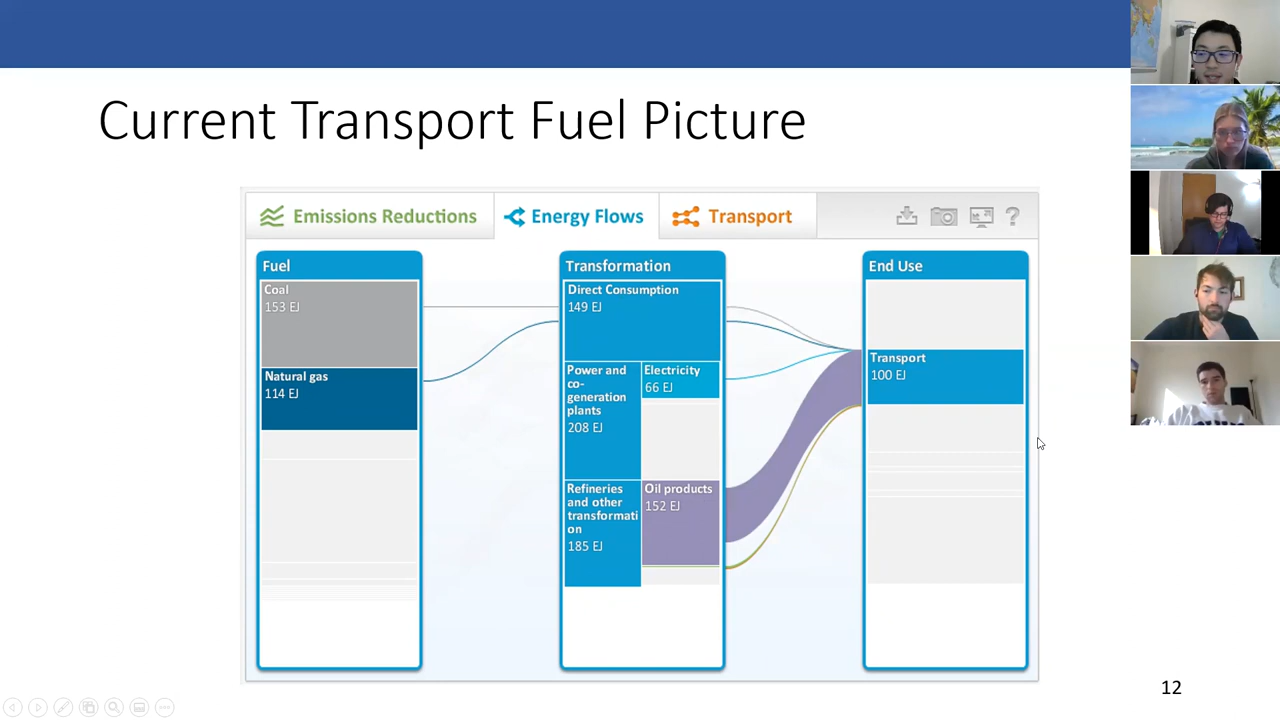 Current Transport Fuel Picture
Emissions Reductions
Energy Flows
Transport
?
Fuel
Coal
153 EJ
Natural gas
114 EJ
Transformation
Direct Consumption
149 EJ
Power and
co-
generation
plants
208 EJ
Electricity
66 EJ
Refineries
and other
transformati
on
185 EJ
Oil products
152 EJ
End Use
Transport
100 EJ
12